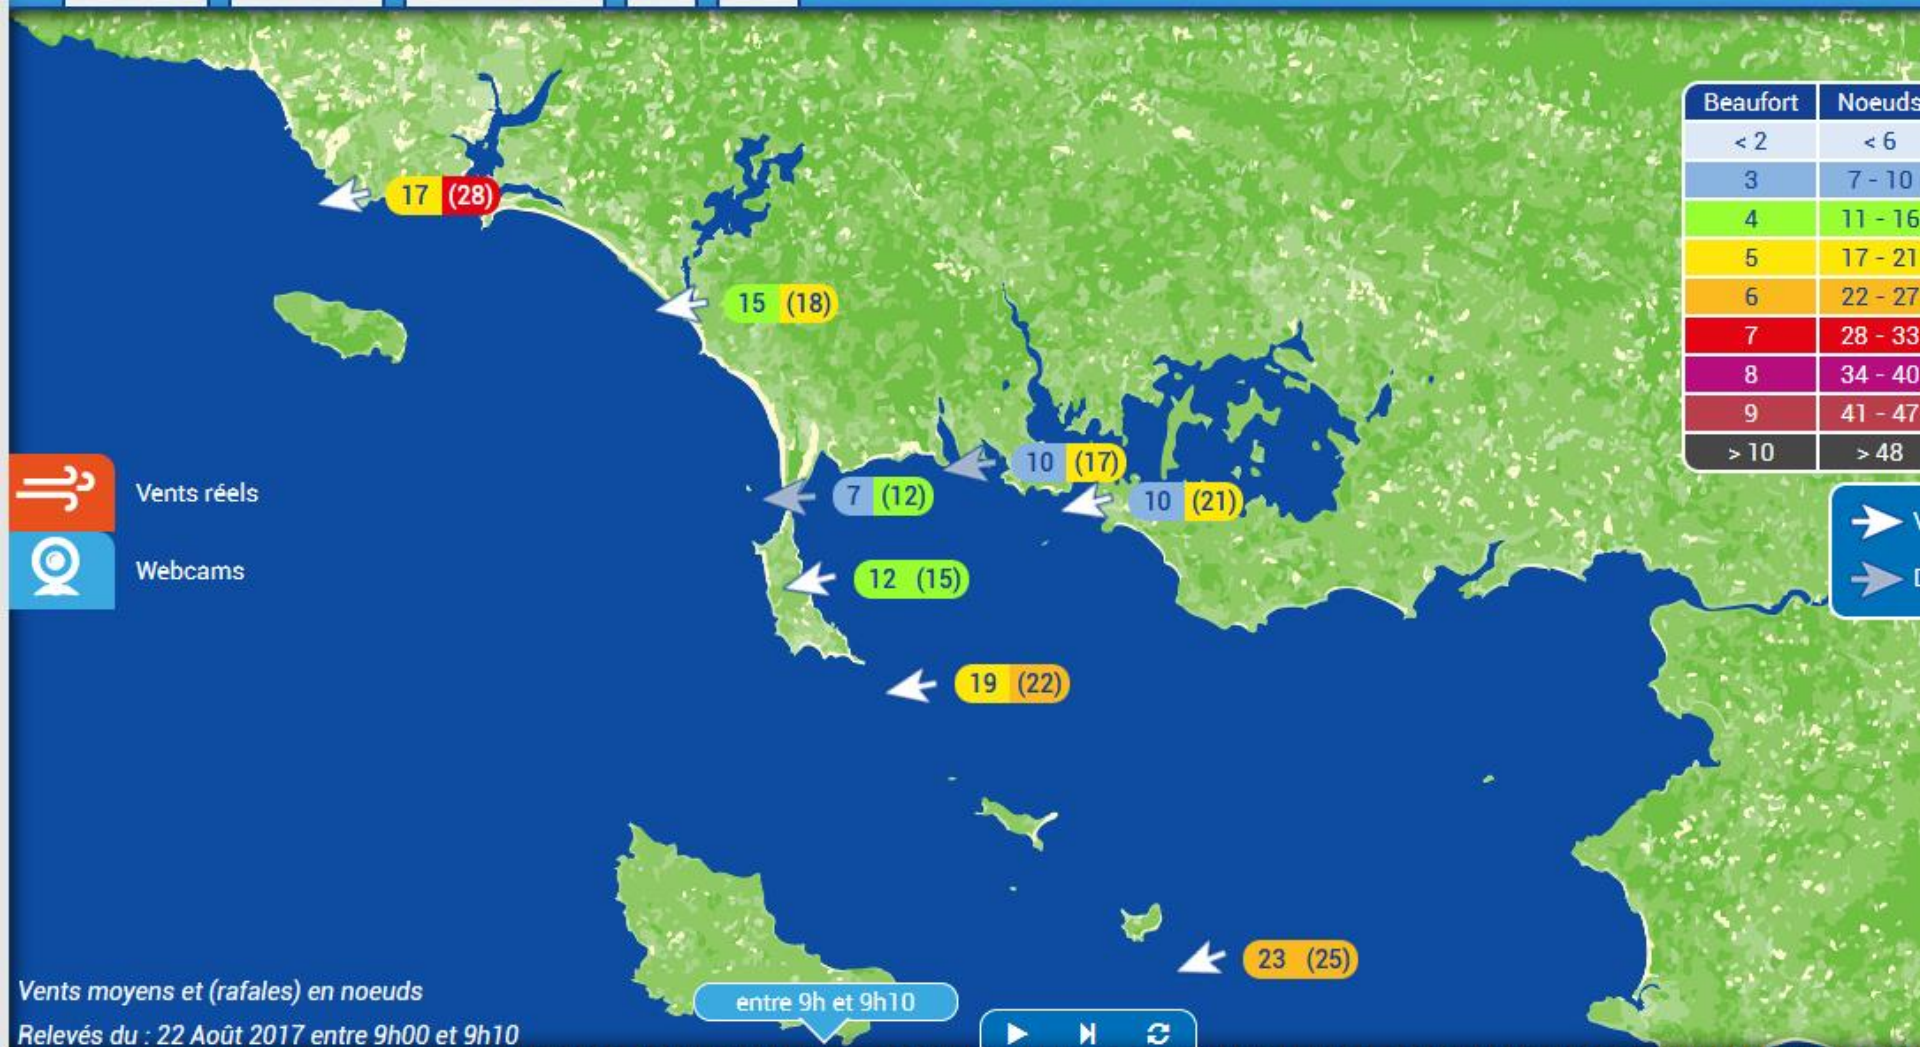 Beaufort Noeuds
< 2 < 6
3 7 - 10
4 11 - 16
5 17 - 21
6 22 - 27
7 28 - 33
8 34 - 40
9 41 - 47
> 10 > 48
17 (28)
15 (18)
10 (17)
7 (12)
10 (21)
12 (15)
19 (22)
23 (25)
Vents réels
Webcams
Vents moyens et (rafales) en noeuds
Relevés du : 22 Août 2017 entre 9h00 et 9h10
entre 9h et 9h10